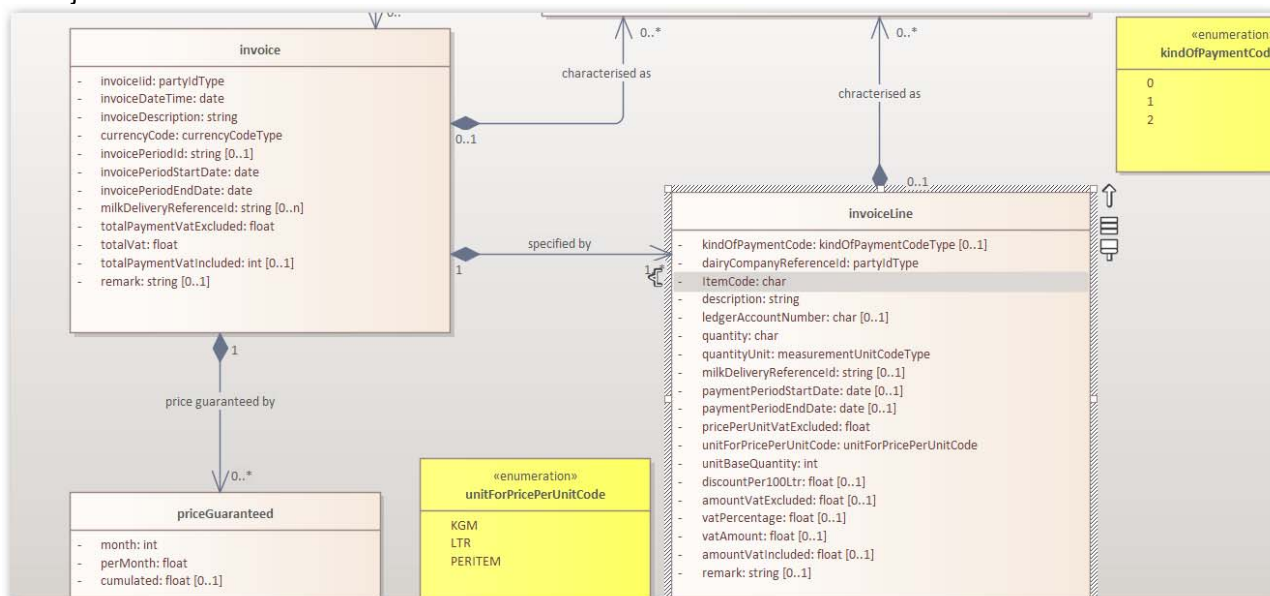 0..
0..*
0..*
characterised as
chracterised as
«enumeration
kindOfPaymentCod
0
1
2
invoice
- invoiceIid: partyIdType
- invoiceDateTime: date
- invoiceDescription: string
- currencyCode: currencyCodeType
- invoicePeriodId: string [0..1]
- invoicePeriodStartDate: date
- invoicePeriodEndDate: date
- milkDeliveryReferenceId: string [0..n]
- totalPaymentVatExcluded: float
- totalVat: float
- totalPaymentVatIncluded: int [0..1]
- remark: string [0..1]
0..1
0..1
specified by
1
1..*
invoiceLine
- kindOfPaymentCode: kindOfPaymentCodeType [0..1]
- dairyCompanyReferenceId: partyIdType
- ItemCode: char
- description: string
- ledgerAccountNumber: char [0..1]
- quantity: char
- quantityUnit: measurementUnitCodeType
- milkDeliveryReferenceId: string [0..1]
- paymentPeriodStartDate: date [0..1]
- paymentPeriodEndDate: date [0..1]
- pricePerUnitVatExcluded: float
- unitForPricePerUnitCode: unitForPricePerUnitCode
- unitBaseQuantity: int
- discountPer100Ltr: float [0..1]
- amountVatExcluded: float [0..1]
- vatPercentage: float [0..1]
- vatAmount: float [0..1]
- amountVatIncluded: float [0..1]
- remark: string [0..1]
1
price guaranteed by
0..*
priceGuaranteed
- month: int
- perMonth: float
- cumulated: float [0..1]
«enumeration»
unitForPricePerUnitCode
KGM
LTR
PERITEM